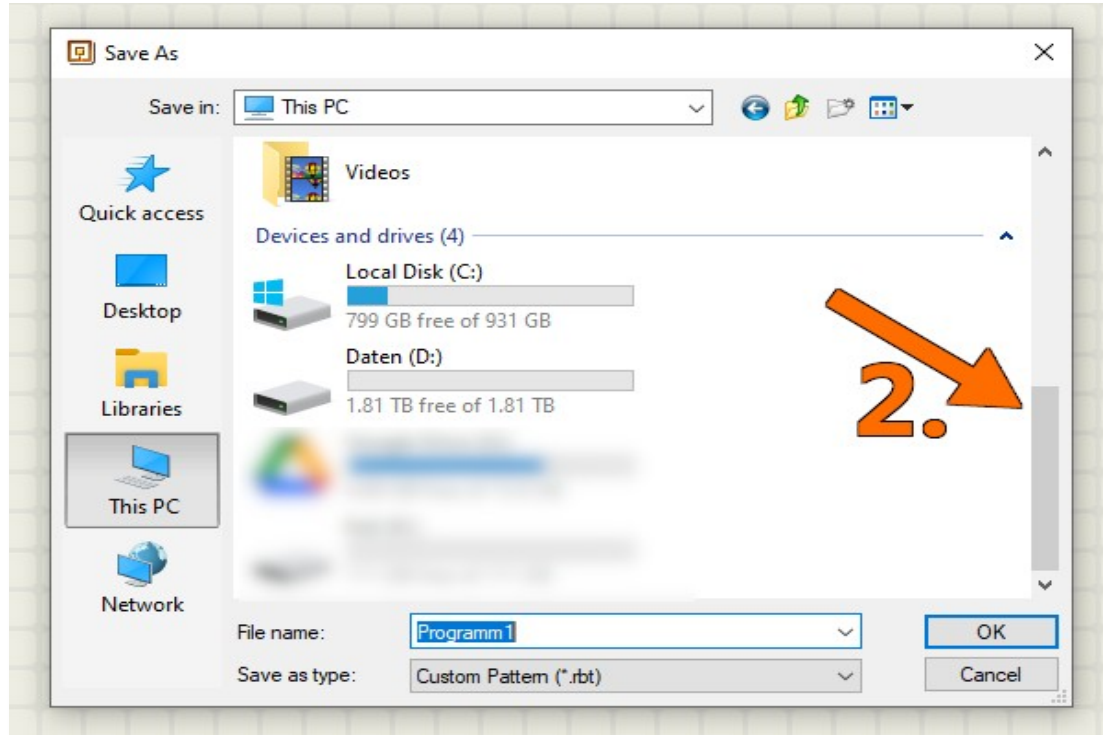 Save As
Save in:
This PC
Quick access
Desktop
Libraries
This PC
Network
Videos
Devices and drives (4)
Local Disk (C:)
799 GB free of 931 GB
Daten (D:)
1.81 TB free of 1.81 TB
2.
File name:
Programm1
OK
Save as type:
Custom Pattern (*.rbt)
Cancel